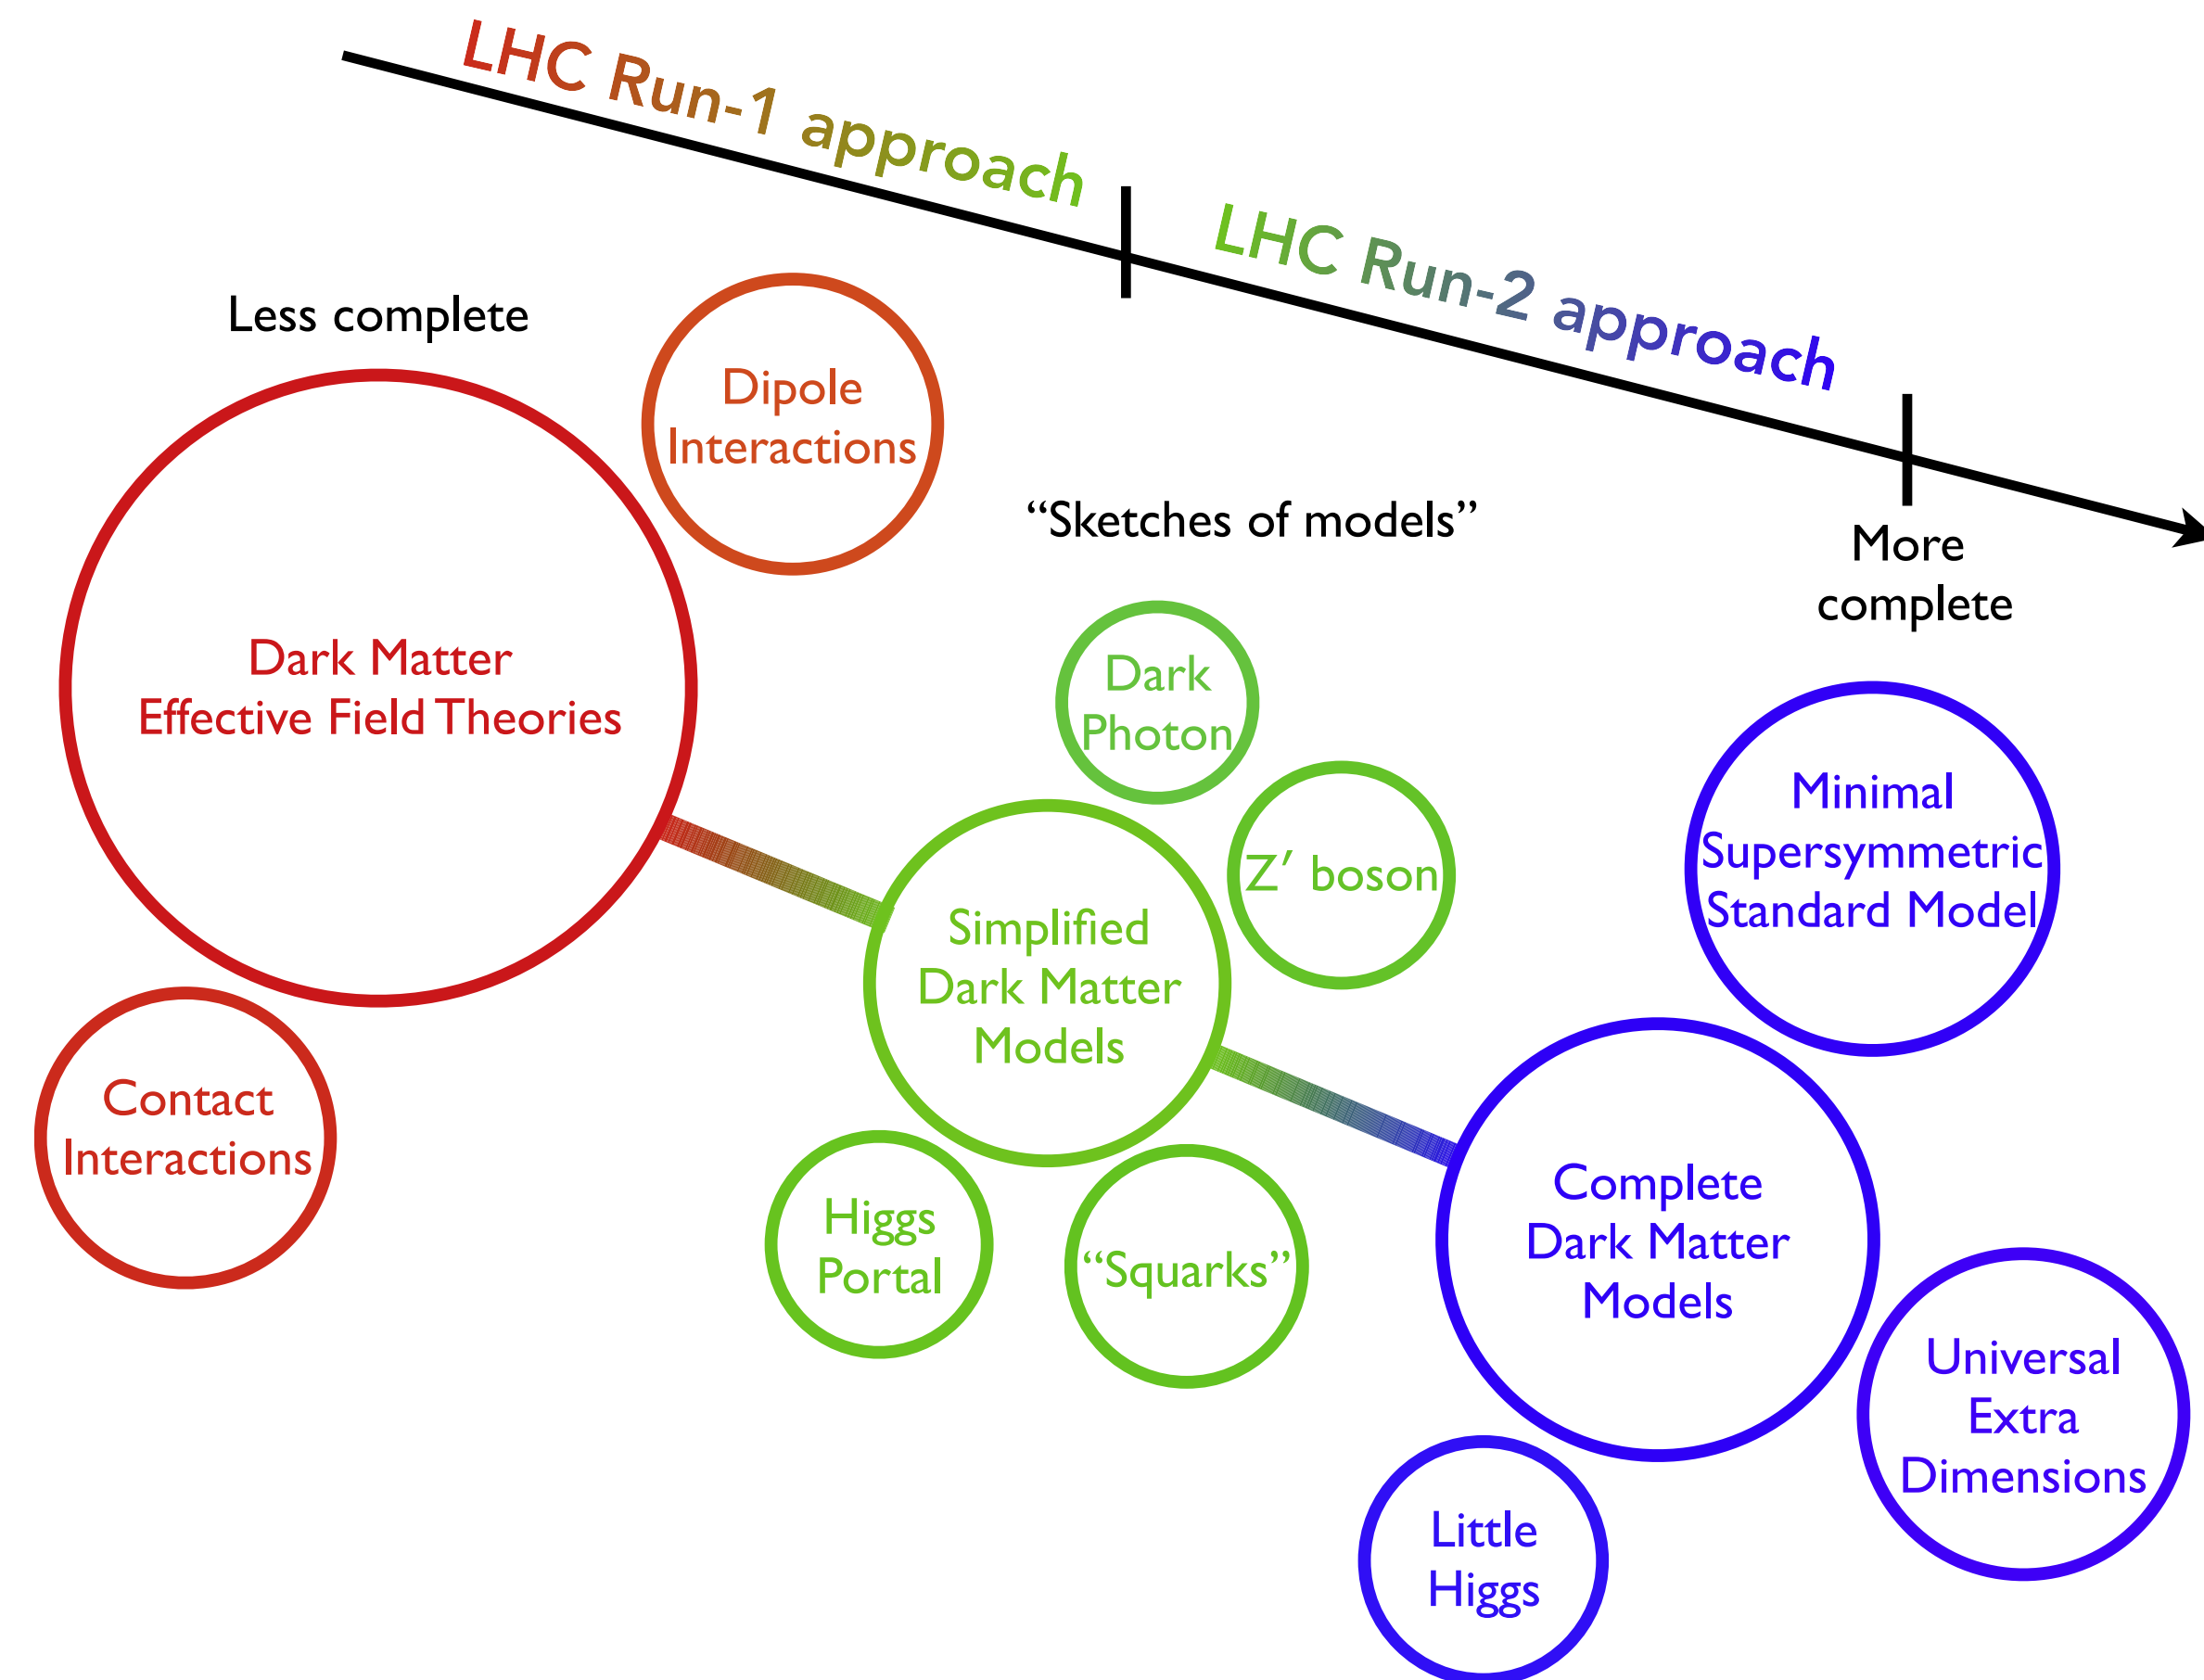 LHC Run-1 approach
LHC Run-2 approach
Less complete
“Sketches of models”
More
complete
Dipole
Interactions
Dark Matter
Effective Field Theories
Contact
Interactions
Dark
Photon
Z′ boson
Simplified
Dark Matter
Models
Higgs
Portal
“Squarks”
Minimal
Supersymmetric
Standard Model
Complete
Dark Matter
Models
Universal
Extra
Dimensions
Little
Higgs